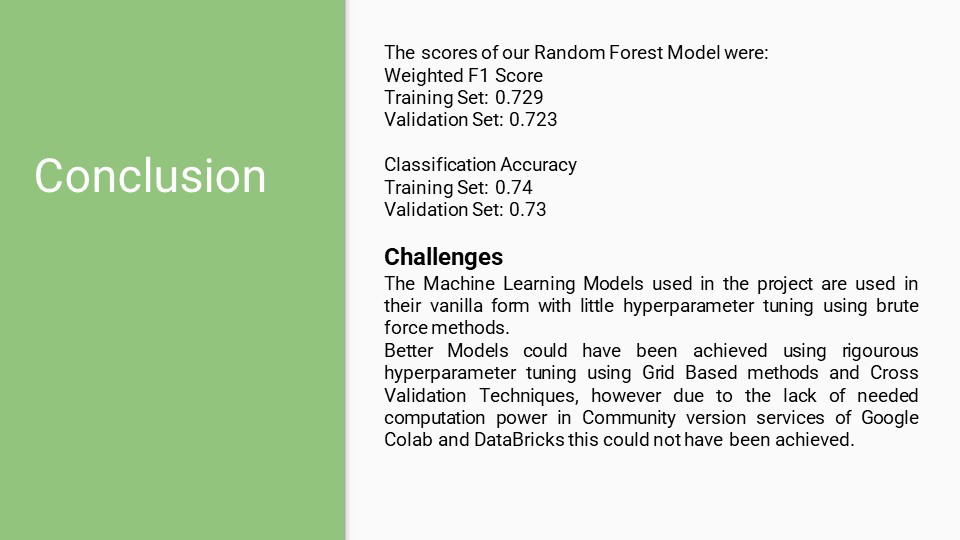 Conclusion
The scores of our Random Forest Model were:
Weighted F1 Score
Training Set: 0.729
Validation Set: 0.723
Classification Accuracy
Training Set: 0.74
Validation Set: 0.73
Challenges
The Machine Learning Models used in the project are used in
their vanilla form with little hyperparameter tuning using brute
force methods.
Better Models could have been achieved using rigourous
hyperparameter tuning using Grid Based methods and Cross
Validation Techniques, however due to the lack of needed
computation power in Community version services of Google
Colab and DataBricks this could not have been achieved.